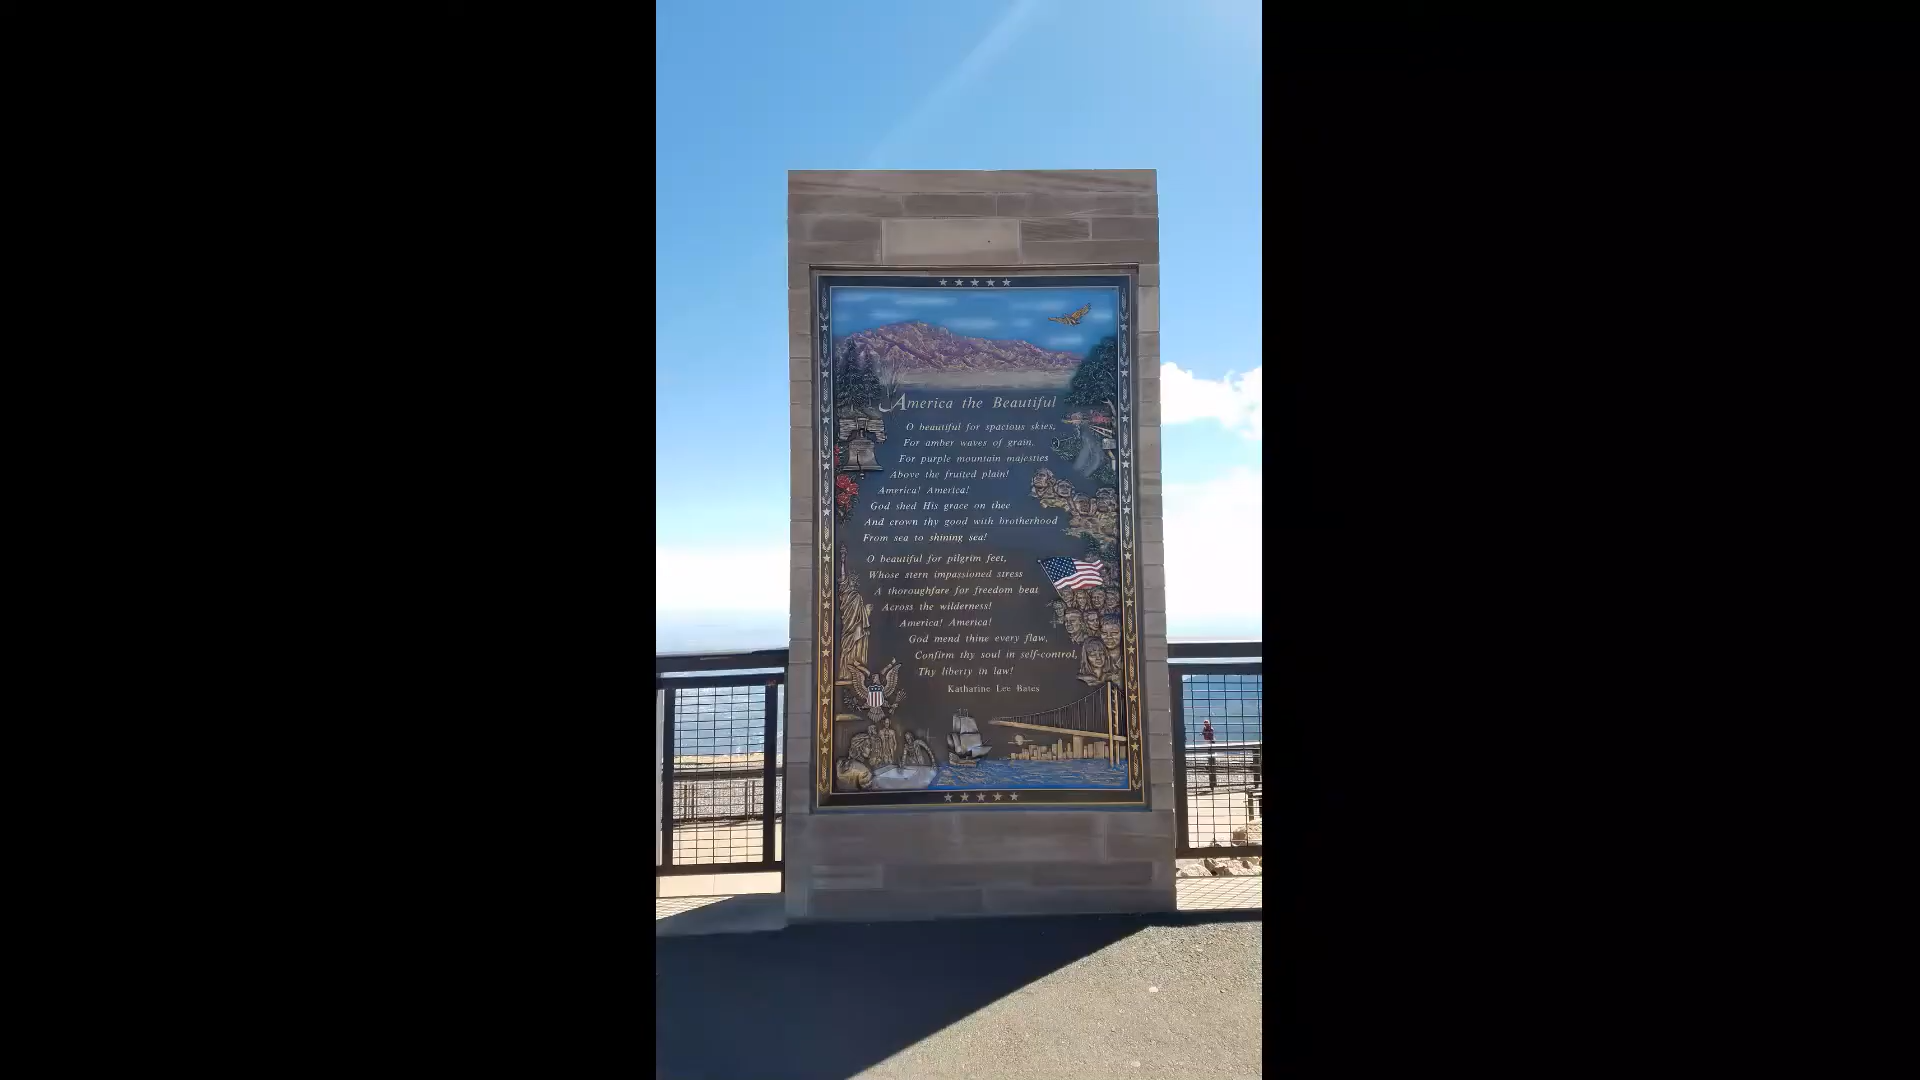 America the Beautiful
O beautiful for spacious skies,
For amber waves of grain,
For purple mountain majesties
Above the fruited plain!
America! America!
God shed His grace on thee
And crown thy good with brotherhood
From sea to shining sea!
O beautiful for pilgrim feet,
Whose stern impassioned stress
A thoroughfare for freedom beat
Across the wilderness!
America! America!
God mend thine every flaw,
Confirm thy soul in self-control,
Thy liberty in law!
Katharine Lee Bates